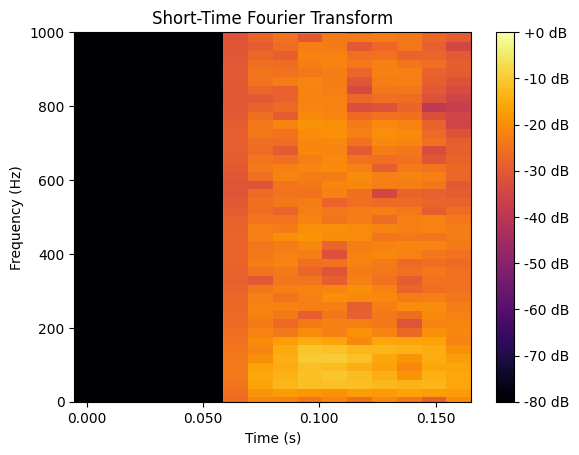 Short-Time Fourier Transform
1000
800
600
400
200
0
Frequency (Hz)
0.000
0.050
0.100
0.150
Time (s)
+0 dB
-10 dB
-20 dB
-30 dB
-40 dB
-50 dB
-60 dB
-70 dB
-80 dB